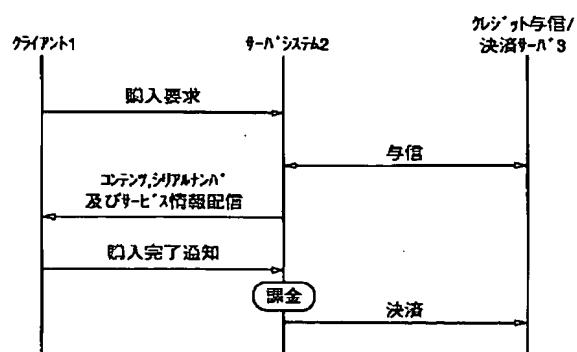 クライアント1
サーバシステム2
クレジット与信/
決済サーバ3
購入要求
与信
コンテンツ,シリアルナンバ
及びサービス情報配信
購入完了通知
課金
決済